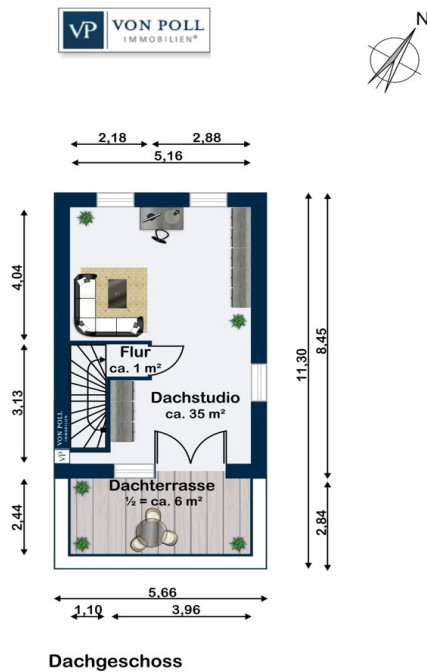 VP VON POLL
IMMOBILIEN®
N
2,18 2,88
5,16
4,04
3,13
2,44
11,30
8,45
2,84
Flur
ca. 1 m²
Dachstudio
ca. 35 m²
VON POLL
IMMOBILIEN
VP
Dachterrasse
½ = ca. 6 m²
5,66
1,10 3,96
Dachgeschoss